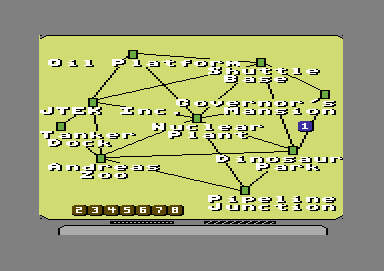 Oil Platform
Shuttle
Base
Governor's
Mansion
JTEK Inc.
Nuclear
Plant
1
Tanker
Dock
Dinosaur
Park
Andreas
Zoo
Pipeline
Junction
2345678